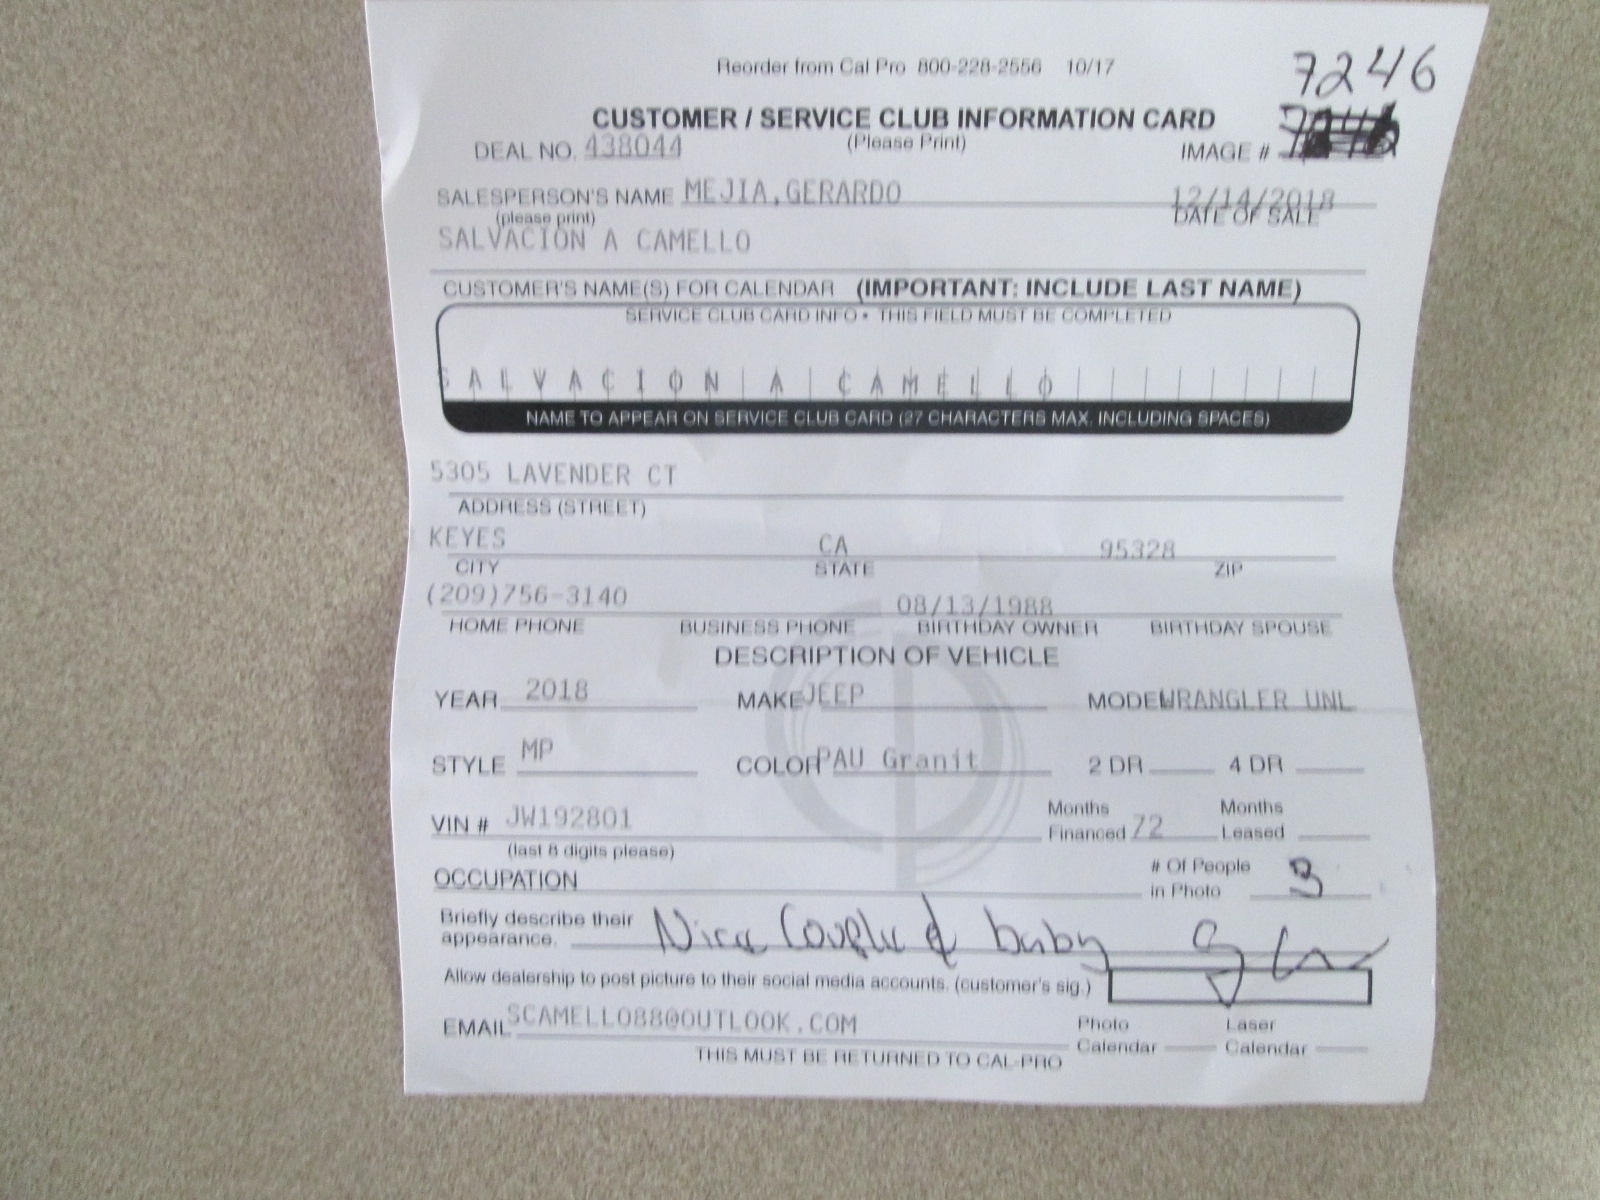 Reorder from Cal Pro 800-228-2556 10/17
7246
CUSTOMER / SERVICE CLUB INFORMATION CARD
DEAL NO. 438044 (Please Print) IMAGE #
SALESPERSON'S NAME MEJIA,GERARDO 12/14/2018
(please print) DATE OF SALE
SALVACION A CAMELLO
CUSTOMER'S NAME(S) FOR CALENDAR (IMPORTANT: INCLUDE LAST NAME)
SERVICE CLUB CARD INFO • THIS FIELD MUST BE COMPLETED
SALVACION A CAMELLO
NAME TO APPEAR ON SERVICE CLUB CARD (27 CHARACTERS MAX. INCLUDING SPACES)
5305 LAVENDER CT
ADDRESS (STREET)
KEYES CA 95328
CITY STATE ZIP
(209)756-3140 08/13/1988
HOME PHONE BUSINESS PHONE BIRTHDAY OWNER BIRTHDAY SPOUSE
DESCRIPTION OF VEHICLE
YEAR 2018 MAKE JEEP MODEL WRANGLER UNL
STYLE MP COLOR PAU Granit 2 DR 4 DR
VIN # JW192801 Months Financed 72 Months Leased
(last 8 digits please)
OCCUPATION # Of People in Photo 3
Briefly describe their appearance. Nice Couple & baby
Allow dealership to post picture to their social media accounts. (customer's sig.)
EMAIL SCAMELLO88@OUTLOOK.COM Photo Calendar Laser Calendar
THIS MUST BE RETURNED TO CAL-PRO